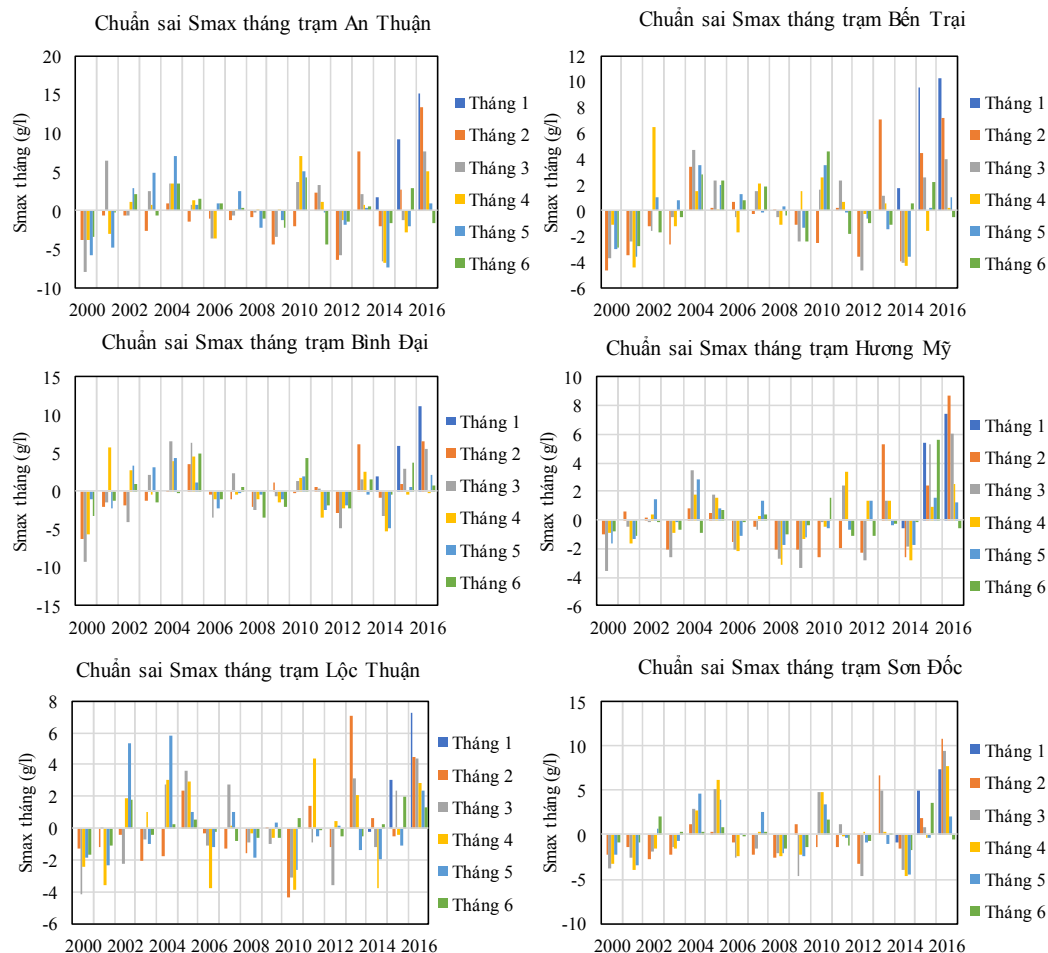 Chuẩn sai Smax tháng trạm An Thuận
Smax tháng (g/l)
20
15
10
5
0
-5
-10
2000 2002 2004 2006 2008 2010 2012 2014 2016
Tháng 1
Tháng 2
Tháng 3
Tháng 4
Tháng 5
Tháng 6
Chuẩn sai Smax tháng trạm Bến Trại
Smax tháng (g/l)
12
10
8
6
4
2
0
-2
-4
-6
2000 2002 2004 2006 2008 2010 2012 2014 2016
Tháng 1
Tháng 2
Tháng 3
Tháng 4
Tháng 5
Tháng 6
Chuẩn sai Smax tháng trạm Bình Đại
Smax tháng (g/l)
15
10
5
0
-5
-10
-15
2000 2002 2004 2006 2008 2010 2012 2014 2016
Tháng 1
Tháng 2
Tháng 3
Tháng 4
Tháng 5
Tháng 6
Chuẩn sai Smax tháng trạm Hương Mỹ
Smax tháng (g/l)
10
8
6
4
2
0
-2
-4
-6
2000 2002 2004 2006 2008 2010 2012 2014 2016
Tháng 1
Tháng 2
Tháng 3
Tháng 4
Tháng 5
Tháng 6
Chuẩn sai Smax tháng trạm Lộc Thuận
Smax tháng (g/l)
8
6
4
2
0
-2
-4
-6
2000 2002 2004 2006 2008 2010 2012 2014 2016
Tháng 1
Tháng 2
Tháng 3
Tháng 4
Tháng 5
Tháng 6
Chuẩn sai Smax tháng trạm Sơn Đốc
Smax tháng (g/l)
15
10
5
0
-5
-10
2000 2002 2004 2006 2008 2010 2012 2014 2016
Tháng 1
Tháng 2
Tháng 3
Tháng 4
Tháng 5
Tháng 6